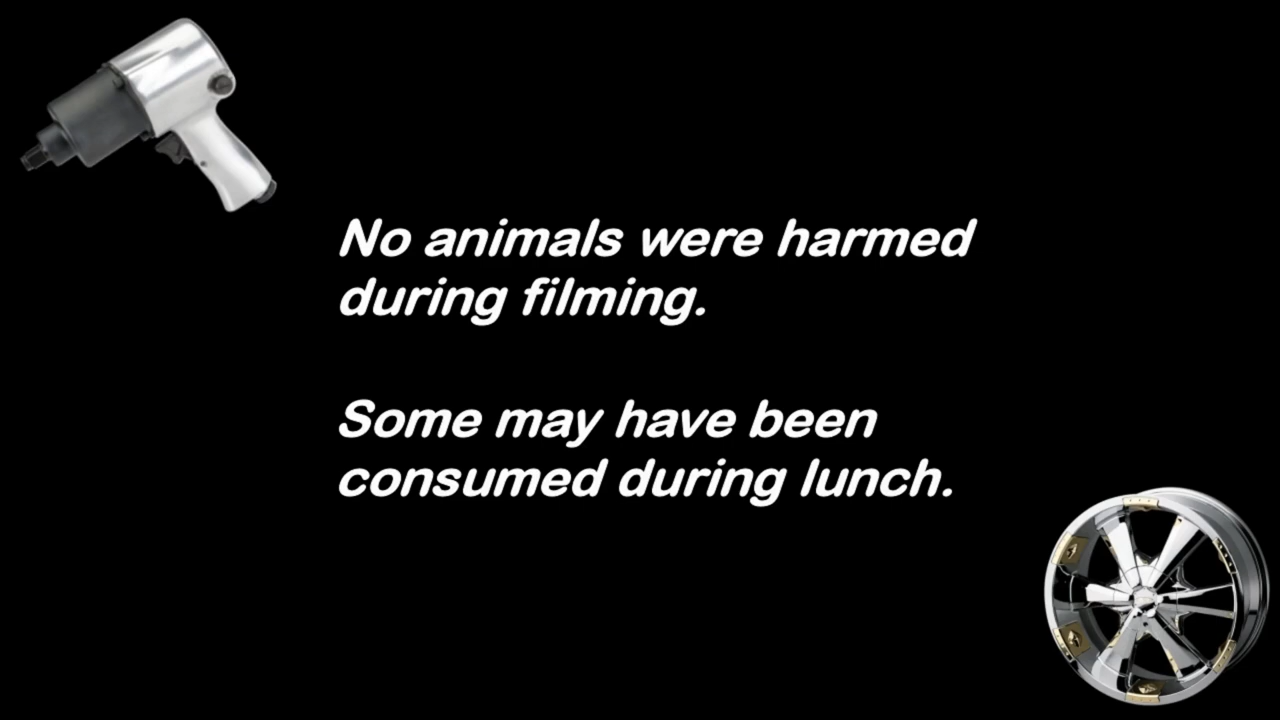 No animals were harmed
during filming.
Some may have been
consumed during lunch.